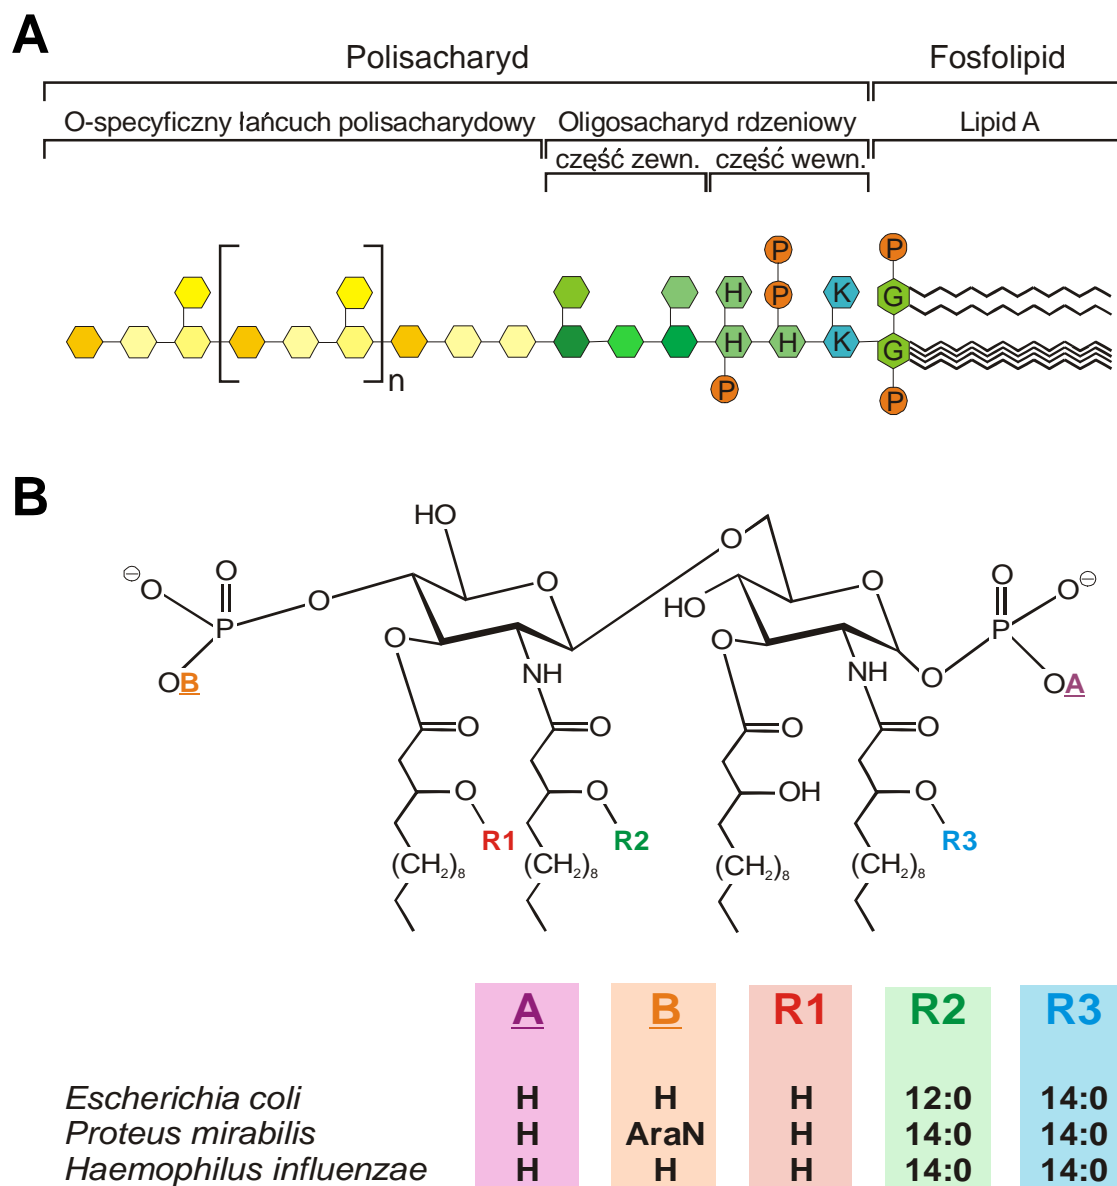 A
Polisacharyd Fosfolipid
O-specyficzny łańcuch polisacharydowy Oligosacharyd rdzeniowy Lipid A
część zewn. część wewn.
P P P
H P K G
H H K G
n
P P
B
HO
O O O O O
⊖ O O ⊖
P O HO P
O NH O NH O
OB OA
O O O O
O O OH O
R1 R2 R3
(CH₂)₈ (CH₂)₈ (CH₂)₈ (CH₂)₈
A B R1 R2 R3
Escherichia coli H H H 12:0 14:0
Proteus mirabilis H AraN H 14:0 14:0
Haemophilus influenzae H H H 14:0 14:0